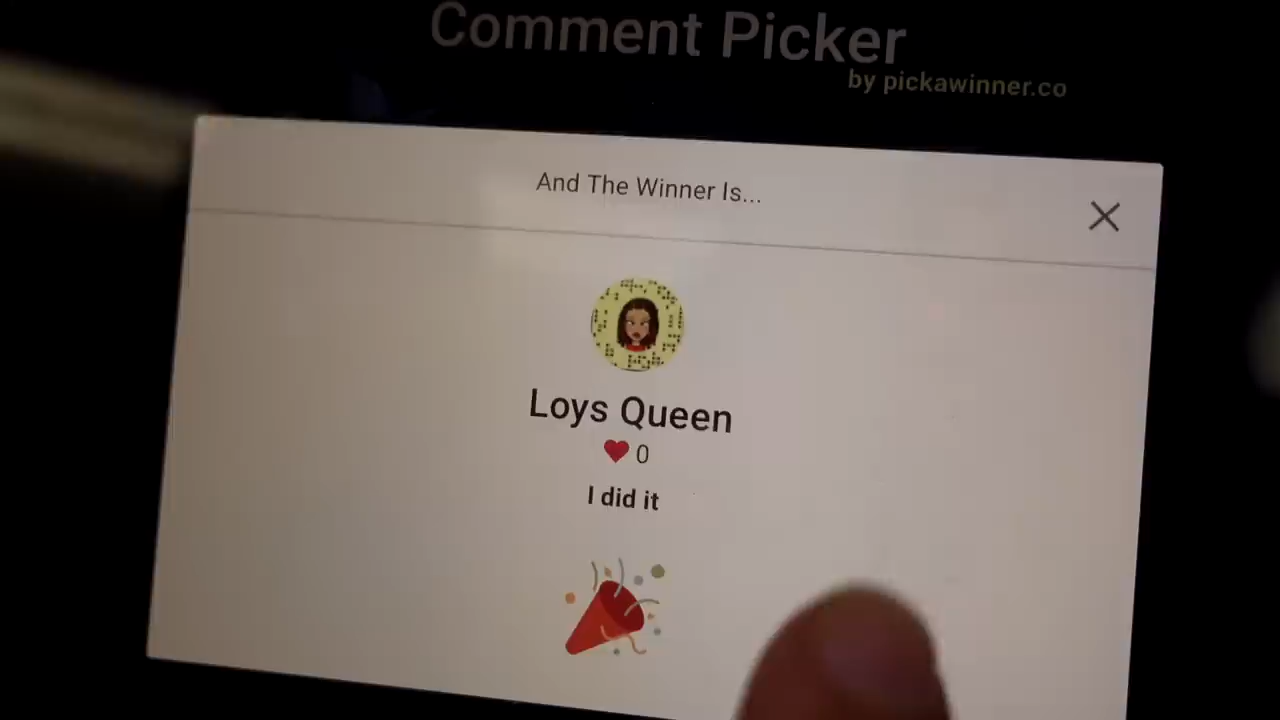 Comment Picker
by pickawinner.co
And The Winner Is...
Loys Queen
0
I did it